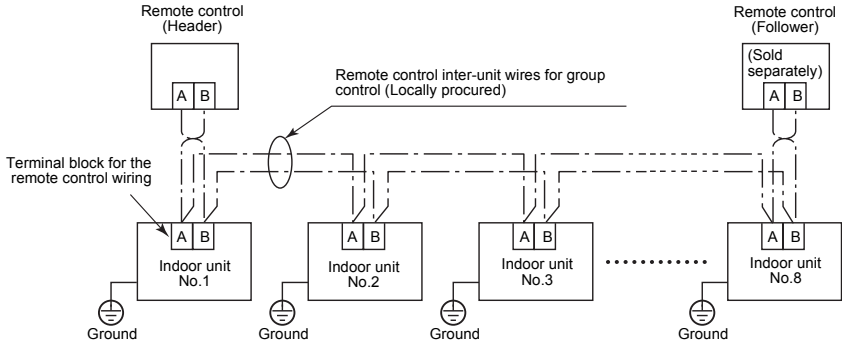 Remote control
(Header)
Remote control
(Follower)
(Sold
separately)
A B
A B
Remote control inter-unit wires for group
control (Locally procured)
Terminal block for the
remote control wiring
A B
A B
A B
A B
Indoor unit
No.1
Indoor unit
No.2
Indoor unit
No.3
Indoor unit
No.8
Ground
Ground
Ground
Ground